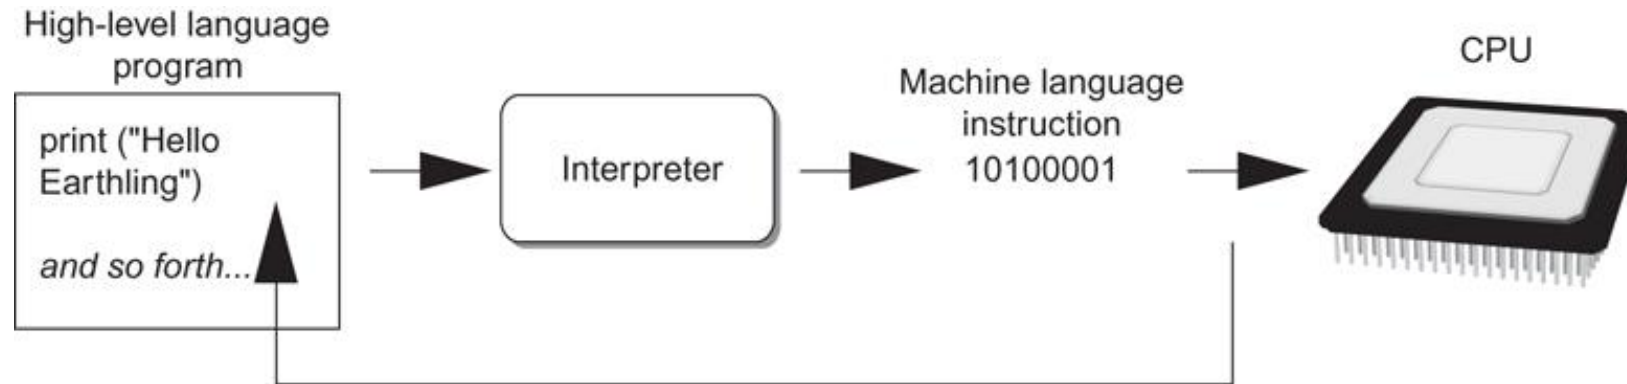 High-level language
program
print ("Hello
Earthling")
and so forth...
Interpreter
Machine language
instruction
10100001
CPU